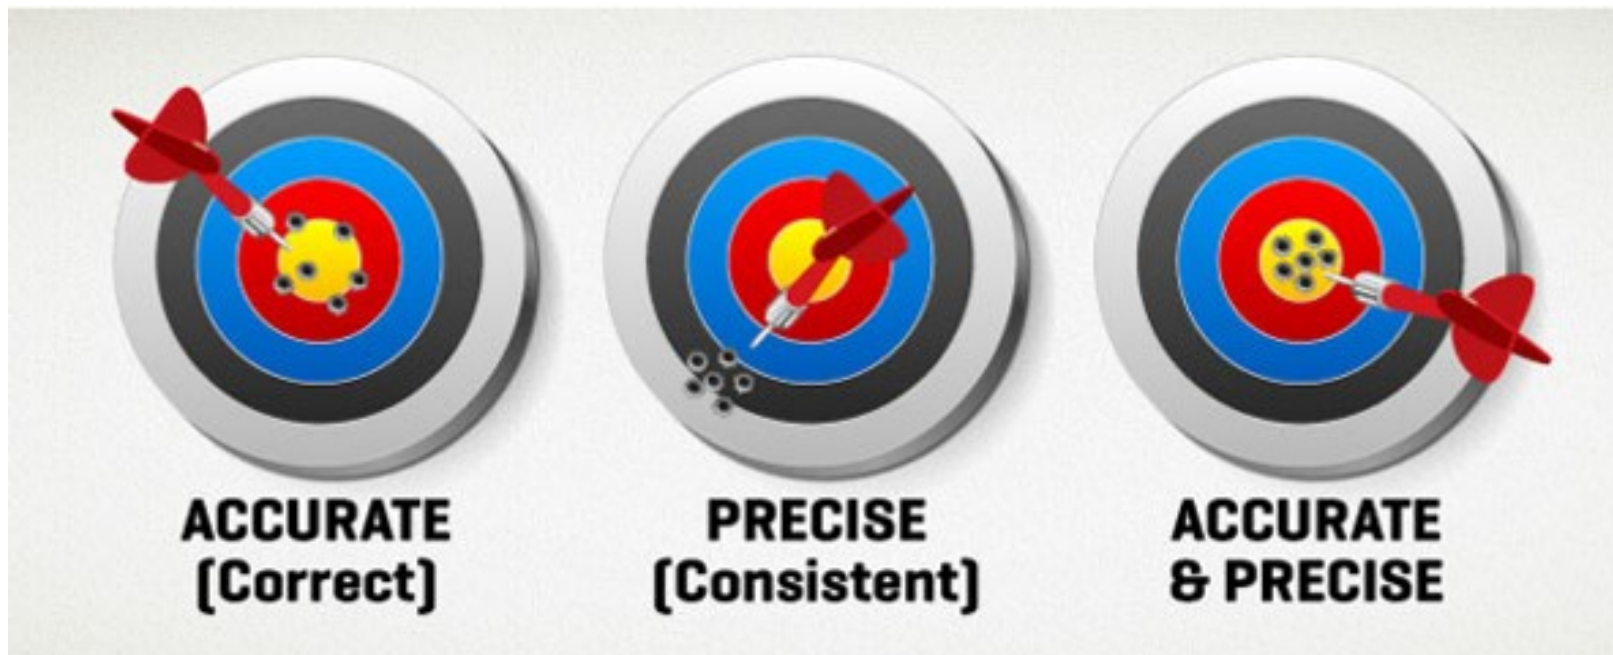 ACCURATE
(Correct)
PRECISE
(Consistent)
ACCURATE
& PRECISE